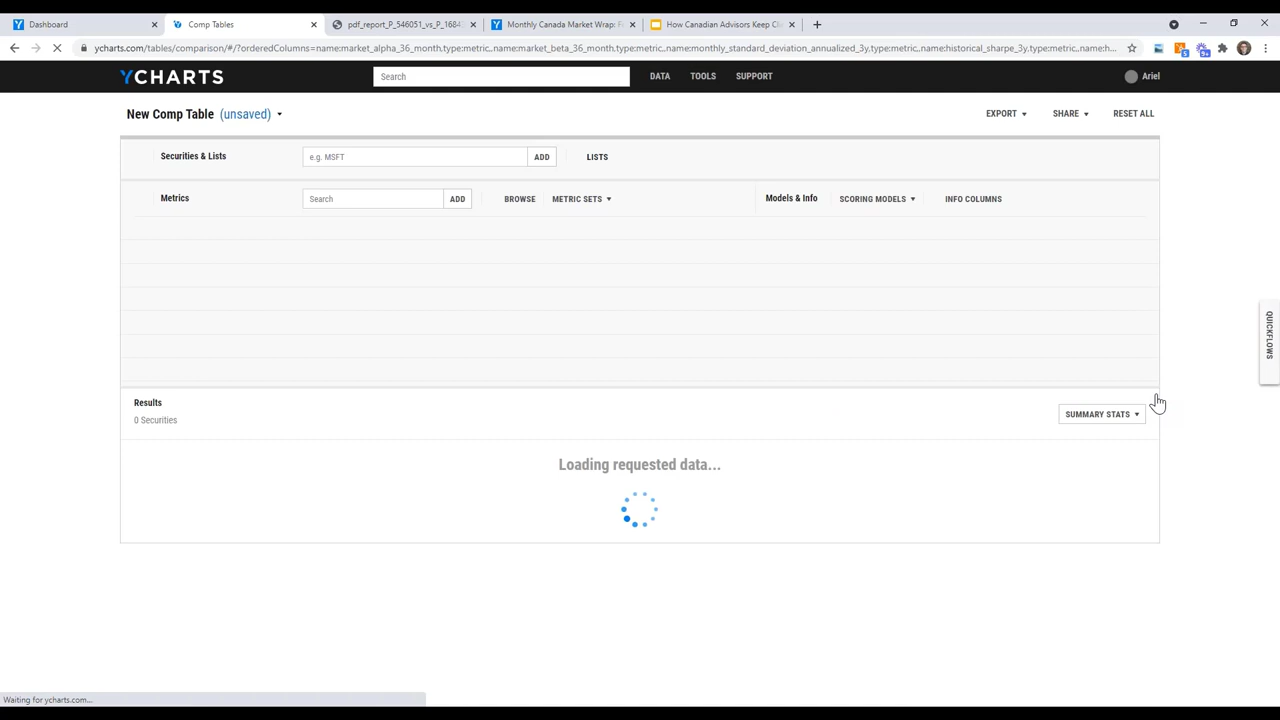 Dashboard
Comp Tables
pdf_report_P_546051_vs_P_1684
Monthly Canada Market Wrap: F
How Canadian Advisors Keep Cli
ycharts.com/tables/comparison/#/?orderedColumns=name:market_alpha_36_month.type:metric,.name:market_beta_36_month.type:metric,.name:monthly_standard_deviation_annualized_3y.type:metric,.name:historical_sharpe_3y.type:metric,.name:h...
YCHARTS
Search
DATA
TOOLS
SUPPORT
Ariel
New Comp Table (unsaved)
EXPORT
SHARE
RESET ALL
Securities & Lists
e.g. MSFT
ADD
LISTS
Metrics
Search
ADD
BROWSE
METRIC SETS
Models & Info
SCORING MODELS
INFO COLUMNS
QUICKFLOWS
Results
0 Securities
SUMMARY STATS
Loading requested data...
Waiting for ycharts.com...